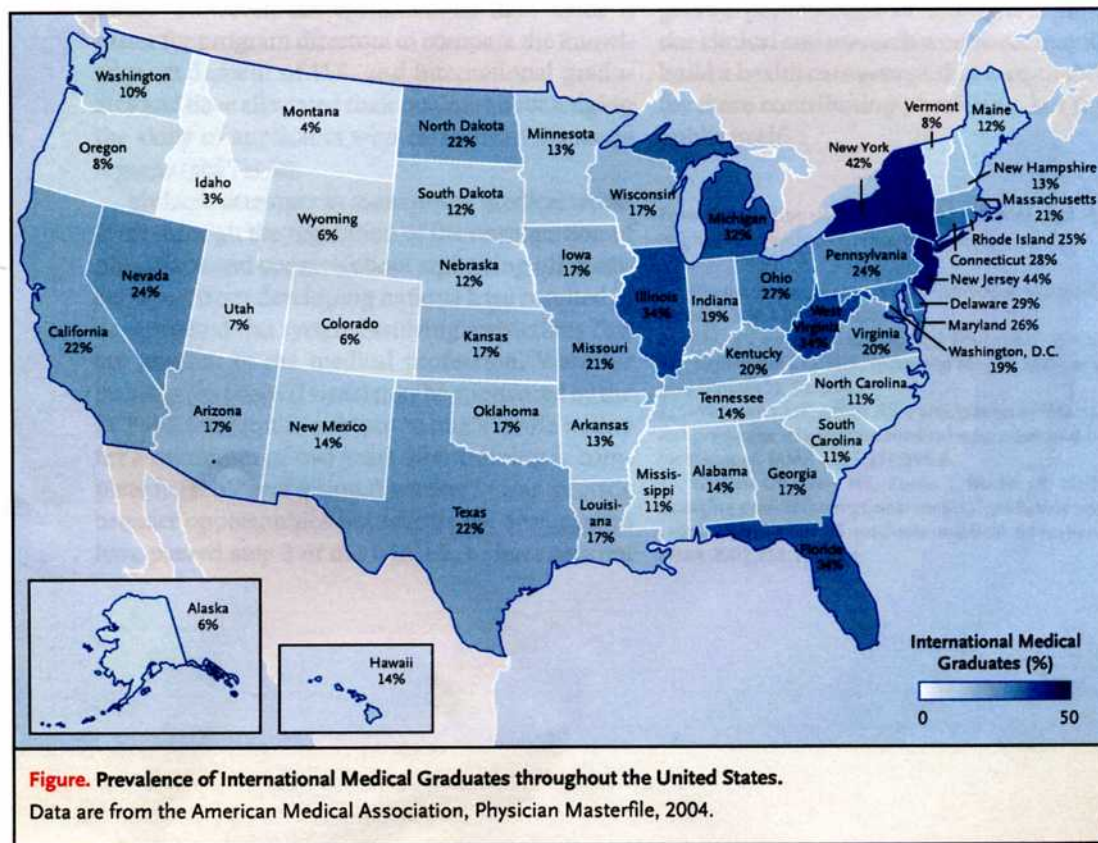 Washington
10%
Oregon
8%
Montana
4%
Idaho
3%
North Dakota
22%
Minnesota
13%
South Dakota
12%
Wyoming
6%
Wisconsin
17%
Michigan
32%
New York
42%
Vermont
8%
Maine
12%
New Hampshire
13%
Massachusetts
21%
Rhode Island 25%
Connecticut 28%
New Jersey 44%
Delaware 29%
Maryland 26%
Washington, D.C.
19%
Pennsylvania
24%
Nevada
24%
California
22%
Utah
7%
Colorado
6%
Nebraska
12%
Iowa
17%
Kansas
17%
Missouri
21%
Illinois
34%
Indiana
19%
Ohio
27%
West
Virginia
34%
Virginia
20%
Kentucky
20%
North Carolina
11%
Tennessee
14%
South
Carolina
11%
Arizona
17%
New Mexico
14%
Oklahoma
17%
Arkansas
13%
Missis-
sippi
11%
Alabama
14%
Georgia
17%
Texas
22%
Louisi-
ana
17%
Florida
34%
Alaska
6%
Hawaii
14%
International Medical
Graduates (%)
0 50
Figure. Prevalence of International Medical Graduates throughout the United States.
Data are from the American Medical Association, Physician Masterfile, 2004.